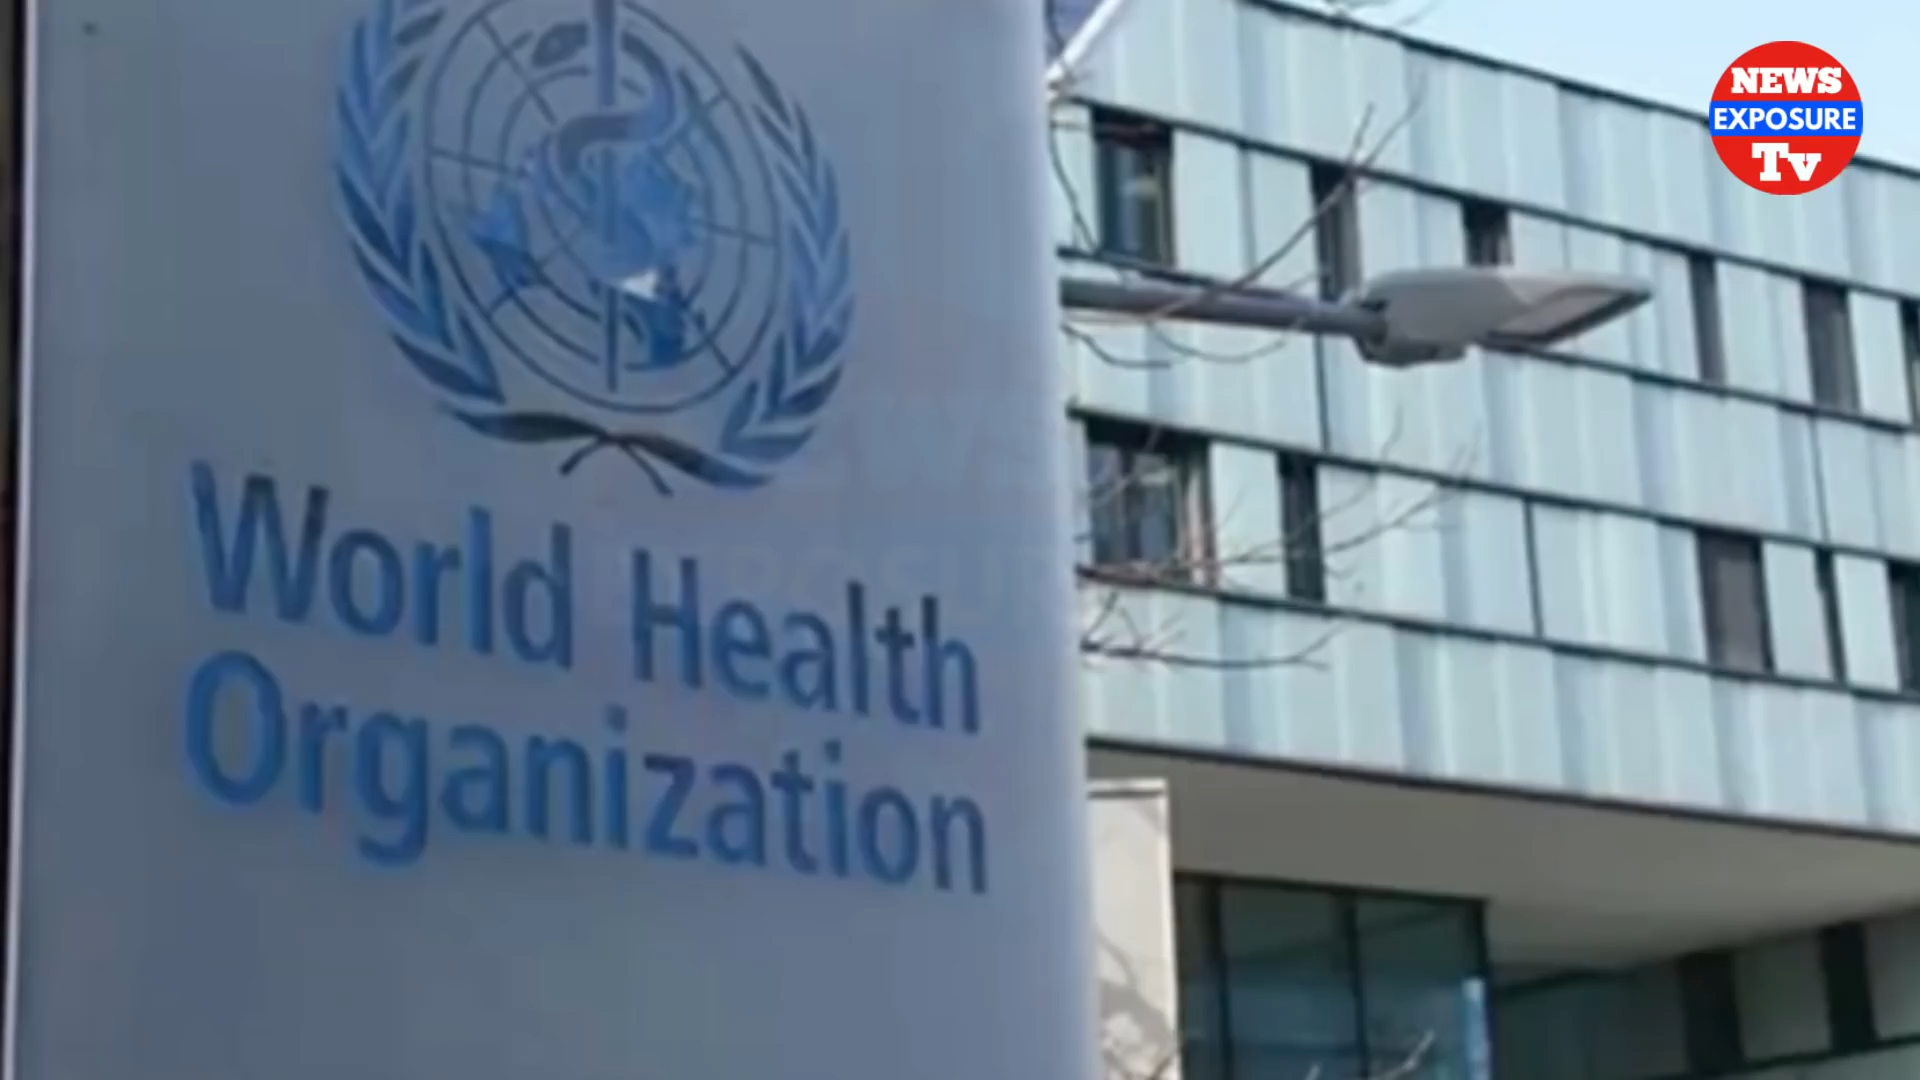 World Health
Organization
NEWS
EXPOSURE
Tv